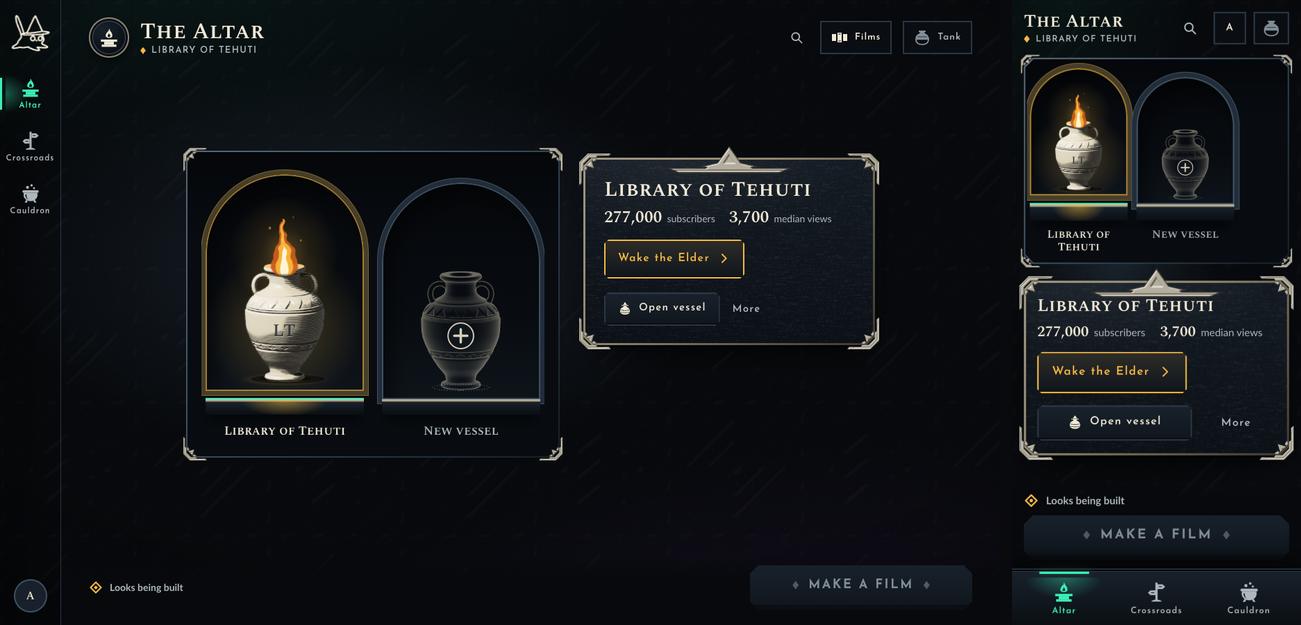 THE ALTAR
LIBRARY OF TEHUTI
Films
Tank
Altar
Crossroads
Cauldron
LT
LIBRARY OF TEHUTI
NEW VESSEL
LIBRARY OF TEHUTI
277,000 subscribers 3,700 median views
Wake the Elder
Open vessel
More
Looks being built
MAKE A FILM
A
THE ALTAR
LIBRARY OF TEHUTI
A
LT
LIBRARY OF
TEHUTI
NEW VESSEL
LIBRARY OF TEHUTI
277,000 subscribers 3,700 median views
Wake the Elder
Open vessel
More
Looks being built
MAKE A FILM
Altar
Crossroads
Cauldron